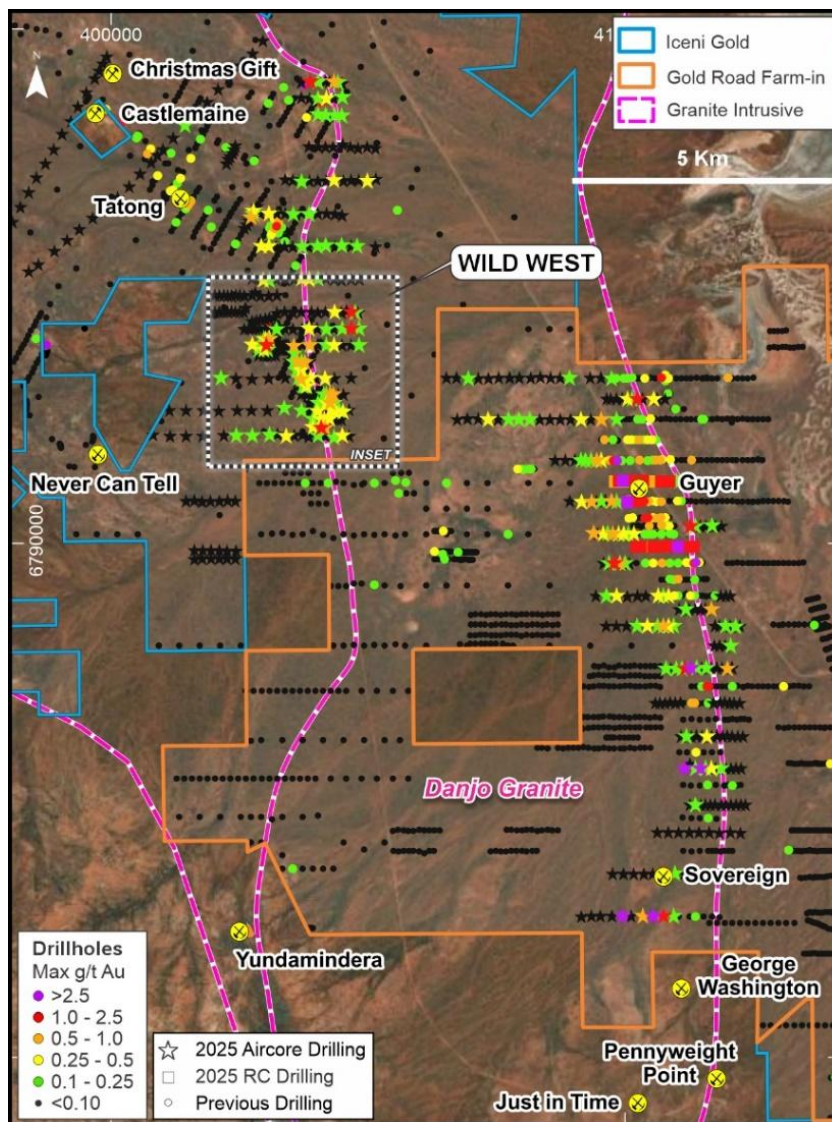 400000
41
N
Iceni Gold
Gold Road Farm-in
Granite Intrusive
5 Km
Christmas Gift
Castlemaine
Tatong
WILD WEST
INSET
Never Can Tell
Guyer
6790000
Danjo Granite
Sovereign
Yundamindera
George
Washington
Pennyweight
Point
Just in Time
Drillholes
Max g/t Au
>2.5
1.0 - 2.5
0.5 - 1.0
0.25 - 0.5
0.1 - 0.25
<0.10
2025 Aircore Drilling
2025 RC Drilling
Previous Drilling